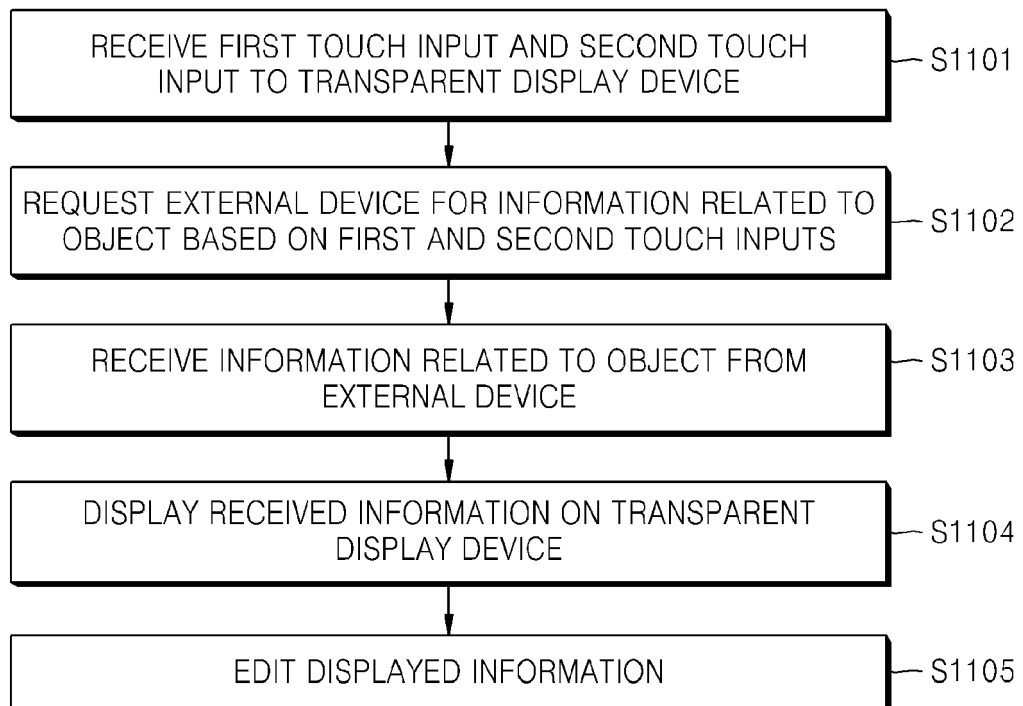 RECEIVE FIRST TOUCH INPUT AND SECOND TOUCH
INPUT TO TRANSPARENT DISPLAY DEVICE
S1101
REQUEST EXTERNAL DEVICE FOR INFORMATION RELATED TO
OBJECT BASED ON FIRST AND SECOND TOUCH INPUTS
S1102
RECEIVE INFORMATION RELATED TO OBJECT FROM
EXTERNAL DEVICE
S1103
DISPLAY RECEIVED INFORMATION ON TRANSPARENT
DISPLAY DEVICE
S1104
EDIT DISPLAYED INFORMATION
S1105